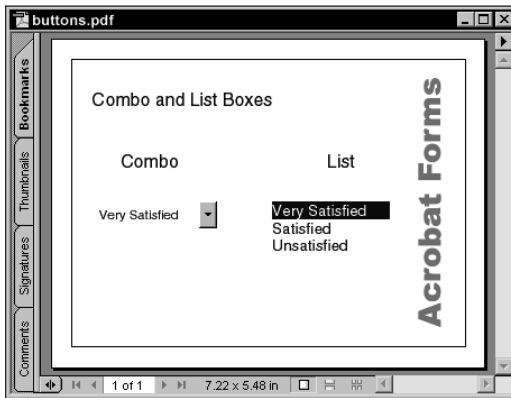 buttons.pdf
Bookmarks
Thumbnails
Signatures
Comments
Combo and List Boxes
Combo
List
Very Satisfied
Very Satisfied
Satisfied
Unsatisfied
Acrobat Forms
1 of 1
7.22 x 5.48 in